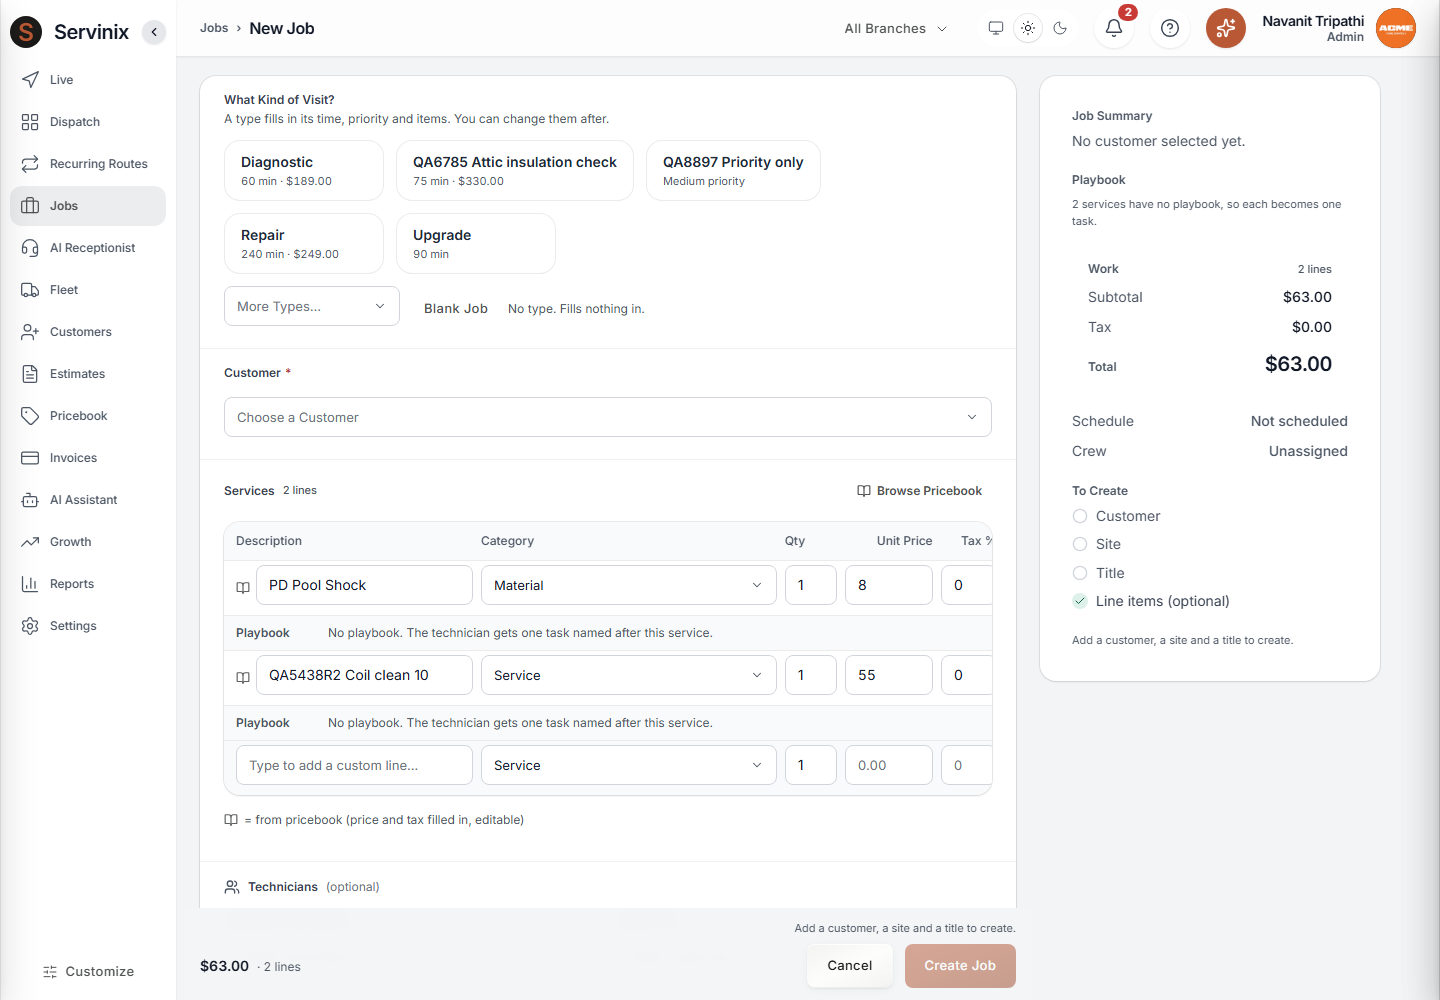 S Servinix
Jobs › New Job
All Branches
2
Navanit Tripathi
Admin
ACME
Live
Dispatch
Recurring Routes
Jobs
AI Receptionist
Fleet
Customers
Estimates
Pricebook
Invoices
AI Assistant
Growth
Reports
Settings
Customize
What Kind of Visit?
A type fills in its time, priority and items. You can change them after.
Diagnostic
60 min · $189.00
QA6785 Attic insulation check
75 min · $330.00
QA8897 Priority only
Medium priority
Repair
240 min · $249.00
Upgrade
90 min
More Types...
Blank Job
No type. Fills nothing in.
Customer *
Choose a Customer
Services 2 lines
Browse Pricebook
Description Category Qty Unit Price Tax %
PD Pool Shock Material 1 8 0
Playbook No playbook. The technician gets one task named after this service.
QA5438R2 Coil clean 10 Service 1 55 0
Playbook No playbook. The technician gets one task named after this service.
Type to add a custom line... Service 1 0.00 0
= from pricebook (price and tax filled in, editable)
Technicians (optional)
Add a customer, a site and a title to create.
$63.00 · 2 lines
Cancel
Create Job
Job Summary
No customer selected yet.
Playbook
2 services have no playbook, so each becomes one
task.
Work 2 lines
Subtotal $63.00
Tax $0.00
Total $63.00
Schedule Not scheduled
Crew Unassigned
To Create
Customer
Site
Title
Line items (optional)
Add a customer, a site and a title to create.